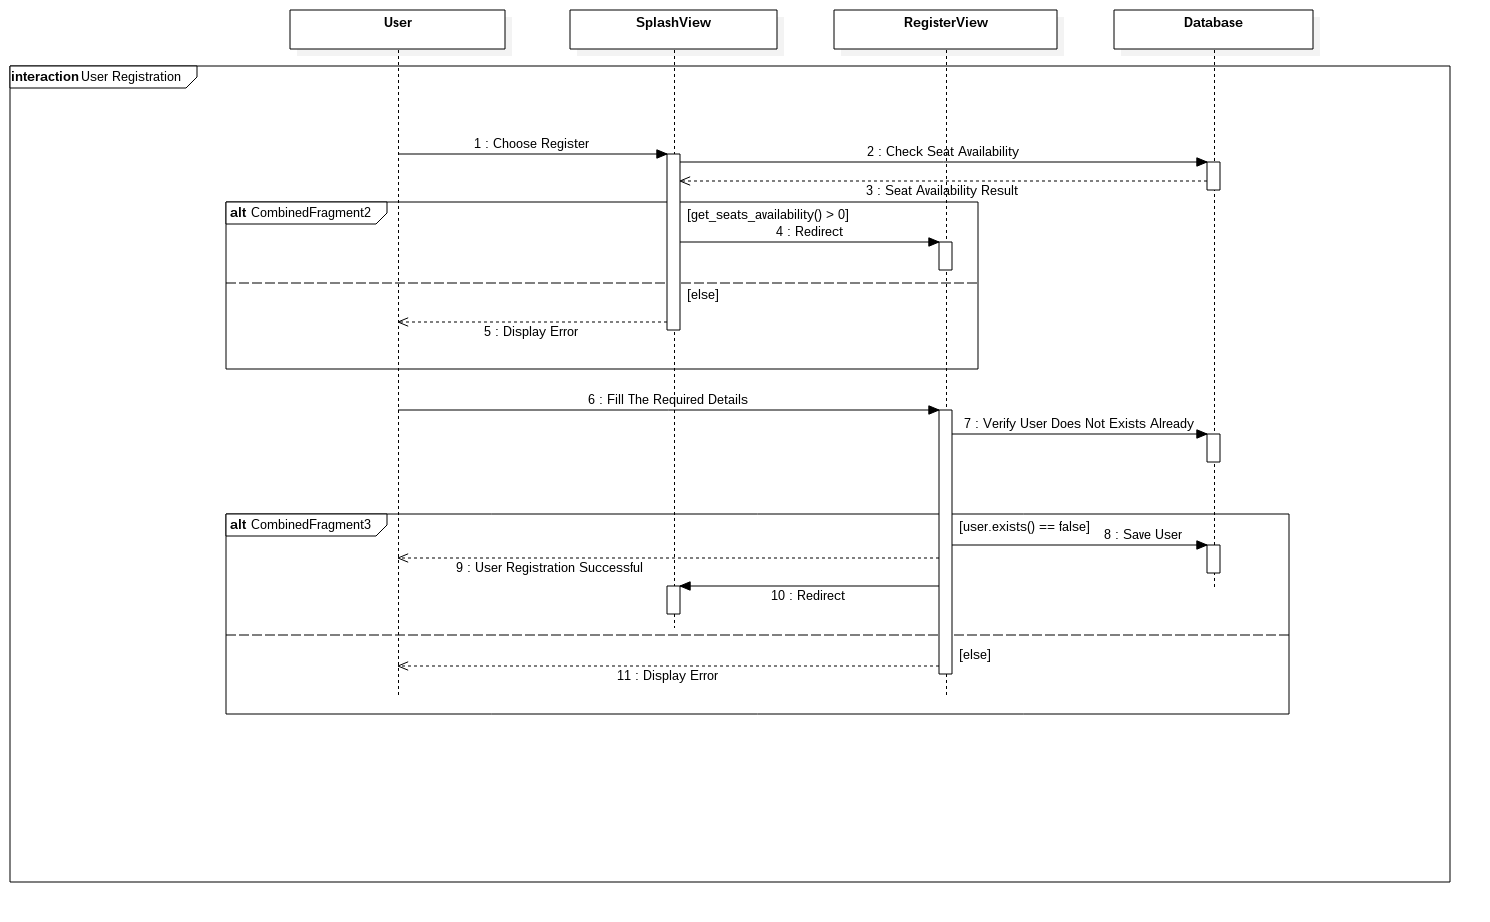 User
SplashView
RegisterView
Database
interaction User Registration
1 : Choose Register
2 : Check Seat Availability
3 : Seat Availability Result
alt CombinedFragment2
[get_seats_availability() > 0]
4 : Redirect
[else]
5 : Display Error
6 : Fill The Required Details
7 : Verify User Does Not Exists Already
alt CombinedFragment3
[user.exists() == false]
8 : Save User
9 : User Registration Successful
10 : Redirect
[else]
11 : Display Error